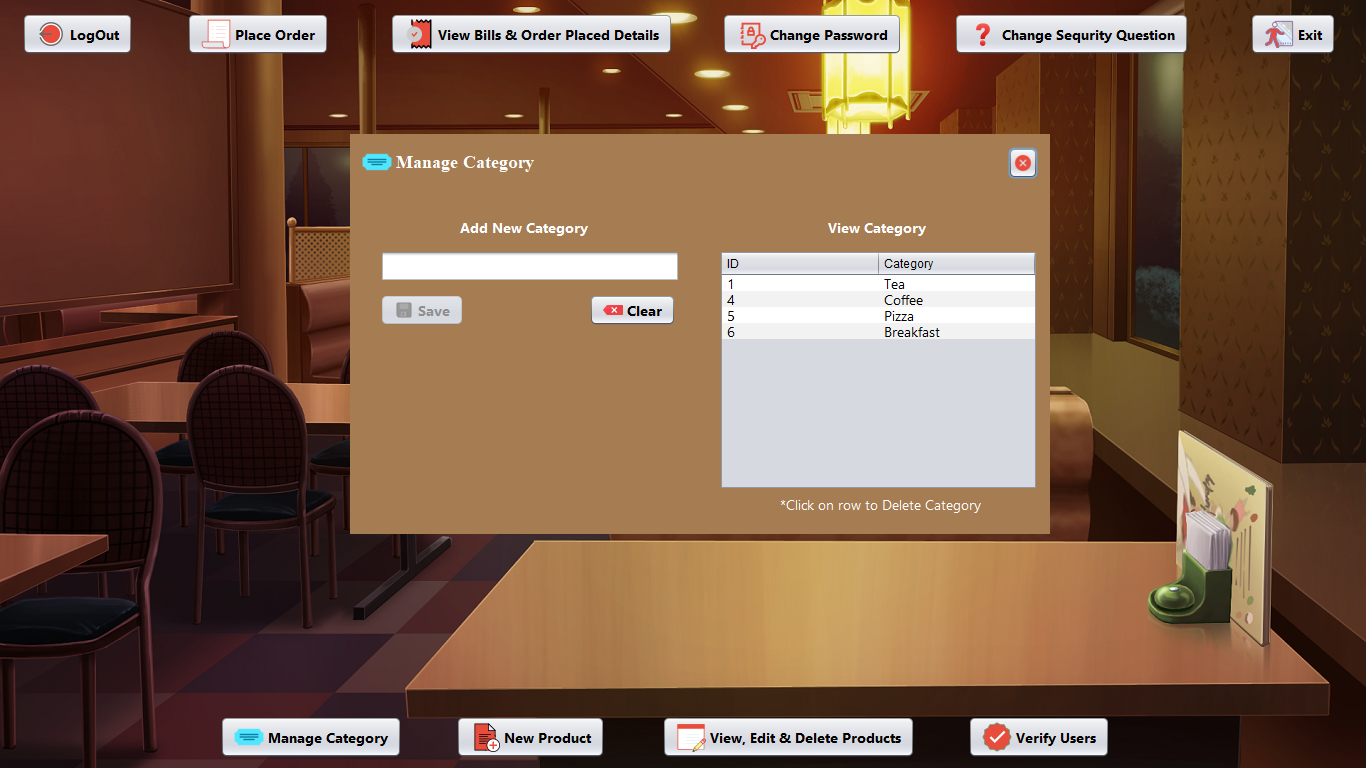 LogOut
Place Order
View Bills & Order Placed Details
Change Password
Change Sequrity Question
Exit
Manage Category
Add New Category
View Category
ID Category
1 Tea
4 Coffee
5 Pizza
6 Breakfast
Save
Clear
*Click on row to Delete Category
Manage Category
New Product
View, Edit & Delete Products
Verify Users